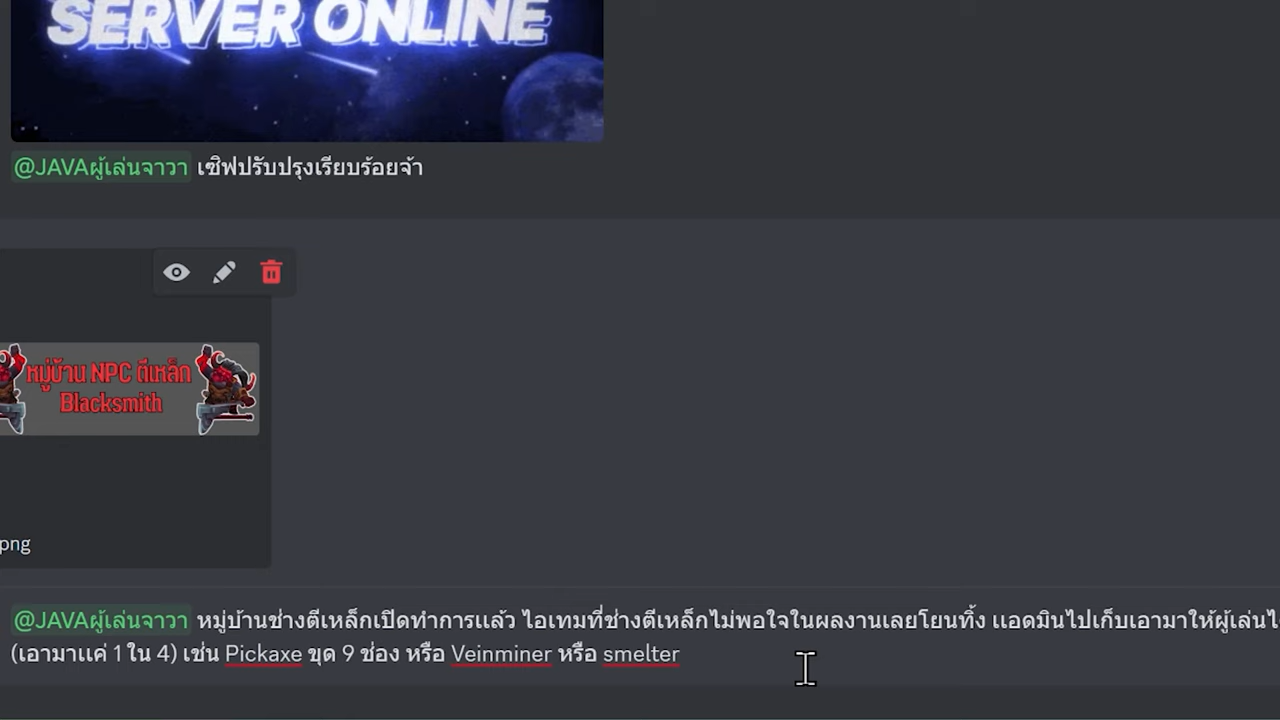 SERVER ONLINE
@JAVAผู้เล่นจาวา เซิฟปรับปรุงเรียบร้อยจ้า
หมู่บ้าน NPC ตีเหล็ก
Blacksmith
png
@JAVAผู้เล่นจาวา หมู่บ้านช่างตีเหล็กเปิดทำการแล้ว ไอเทมที่ช่างตีเหล็กไม่พอใจในผลงานเลยโยนทิ้ง แอดมินไปเก็บเอามาให้ผู้เล่น
(เอามาแค่ 1 ใน 4) เช่น Pickaxe ขุด 9 ช่อง หรือ Veinminer หรือ smelter